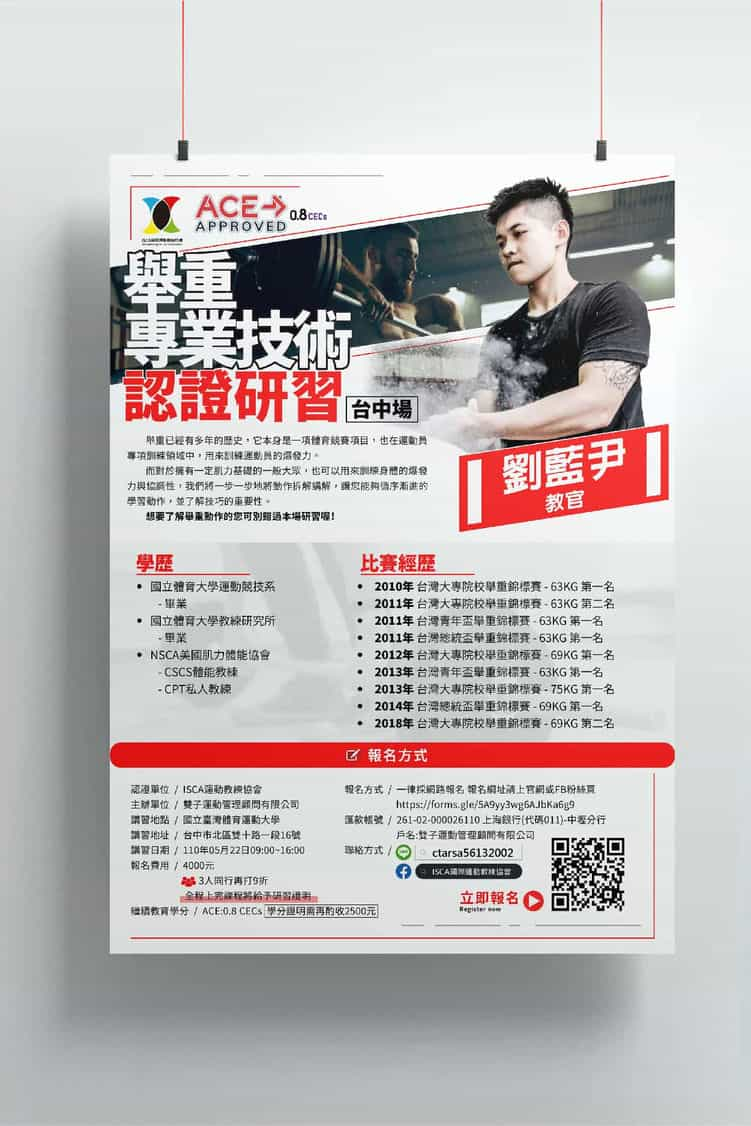 ACE
APPROVED
0.8 CECs
舉重
專業技術
認證研習
台中場
舉重已經有多年的歷史,它本身是一項體育競賽項目,也在運動員
專項訓練領域中,用來訓練運動員的爆發力。
而對於擁有一定肌力基礎的一般大眾,也可以用來訓練身體的爆發
力與協調性,我們將一步一步地將動作拆解講解,讓您能夠循序漸進的
學習動作,並了解技巧的重要性。
想要了解舉重動作的您可別錯過本場研習喔!
劉藍尹
教官
學歷
• 國立體育大學運動競技系
- 畢業
• 國立體育大學教練研究所
- 畢業
• NSCA美國肌力體能協會
- CSCS體能教練
- CPT私人教練
比賽經歷
• 2010年 台灣大專院校舉重錦標賽 - 63KG 第一名
• 2011年 台灣大專院校舉重錦標賽 - 63KG 第二名
• 2011年 台灣青年盃舉重錦標賽 - 63KG 第一名
• 2011年 台灣總統盃舉重錦標賽 - 63KG 第一名
• 2012年 台灣大專院校舉重錦標賽 - 69KG 第一名
• 2013年 台灣青年盃舉重錦標賽 - 63KG 第一名
• 2013年 台灣大專院校舉重錦標賽 - 75KG 第一名
• 2014年 台灣總統盃舉重錦標賽 - 69KG 第一名
• 2018年 台灣大專院校舉重錦標賽 - 69KG 第二名
報名方式
認證單位 / ISCA運動教練協會
主辦單位 / 雙子運動管理顧問有限公司
講習地點 / 國立臺灣體育運動大學
講習地址 / 台中市北區雙十路一段16號
講習日期 / 110年05月22日09:00~16:00
報名費用 / 4000元
3人同行再打9折
全程上完課程將給予研習證明
繼續教育學分 / ACE:0.8 CECs 學分證明需再酌收2500元
報名方式 / 一律採網路報名 報名網址請上官網或FB粉絲頁
https://forms.gle/5A9yy3wg6AJbKa6g9
匯款帳號 / 261-02-000026110 上海銀行(代碼011)-中壢分行
戶名:雙子運動管理顧問有限公司
聯絡方式 / ctarsa56132002
ISCA國際運動教練協會
立即報名
Register now